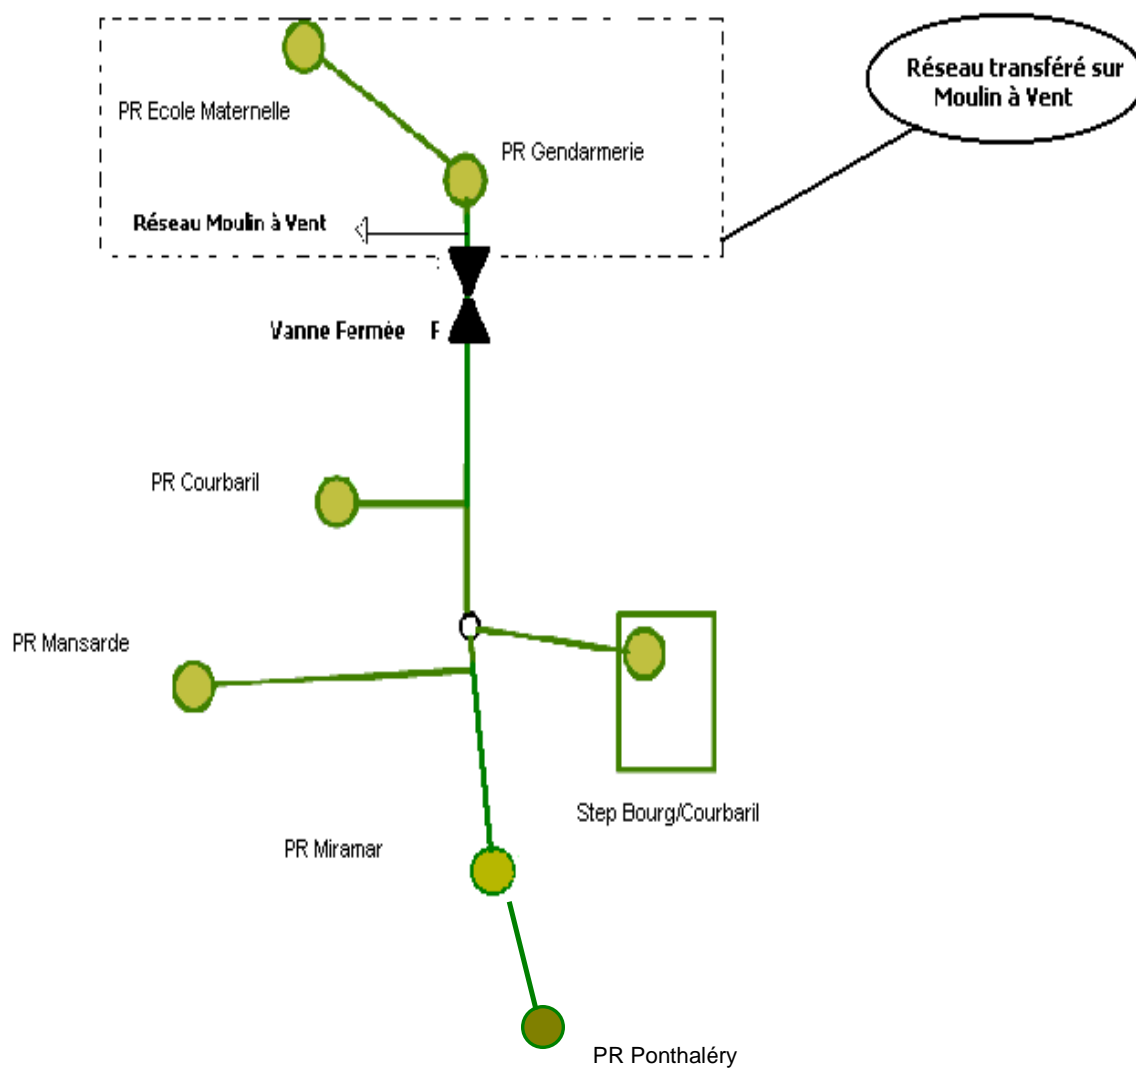 Réseau transféré sur
Moulin à Vent
PR Ecole Maternelle
PR Gendarmerie
Réseau Moulin à Vent
Vanne Fermée F
PR Courbaril
PR Mansarde
Step Bourg/Courbaril
PR Miramar
PR Ponthaléry